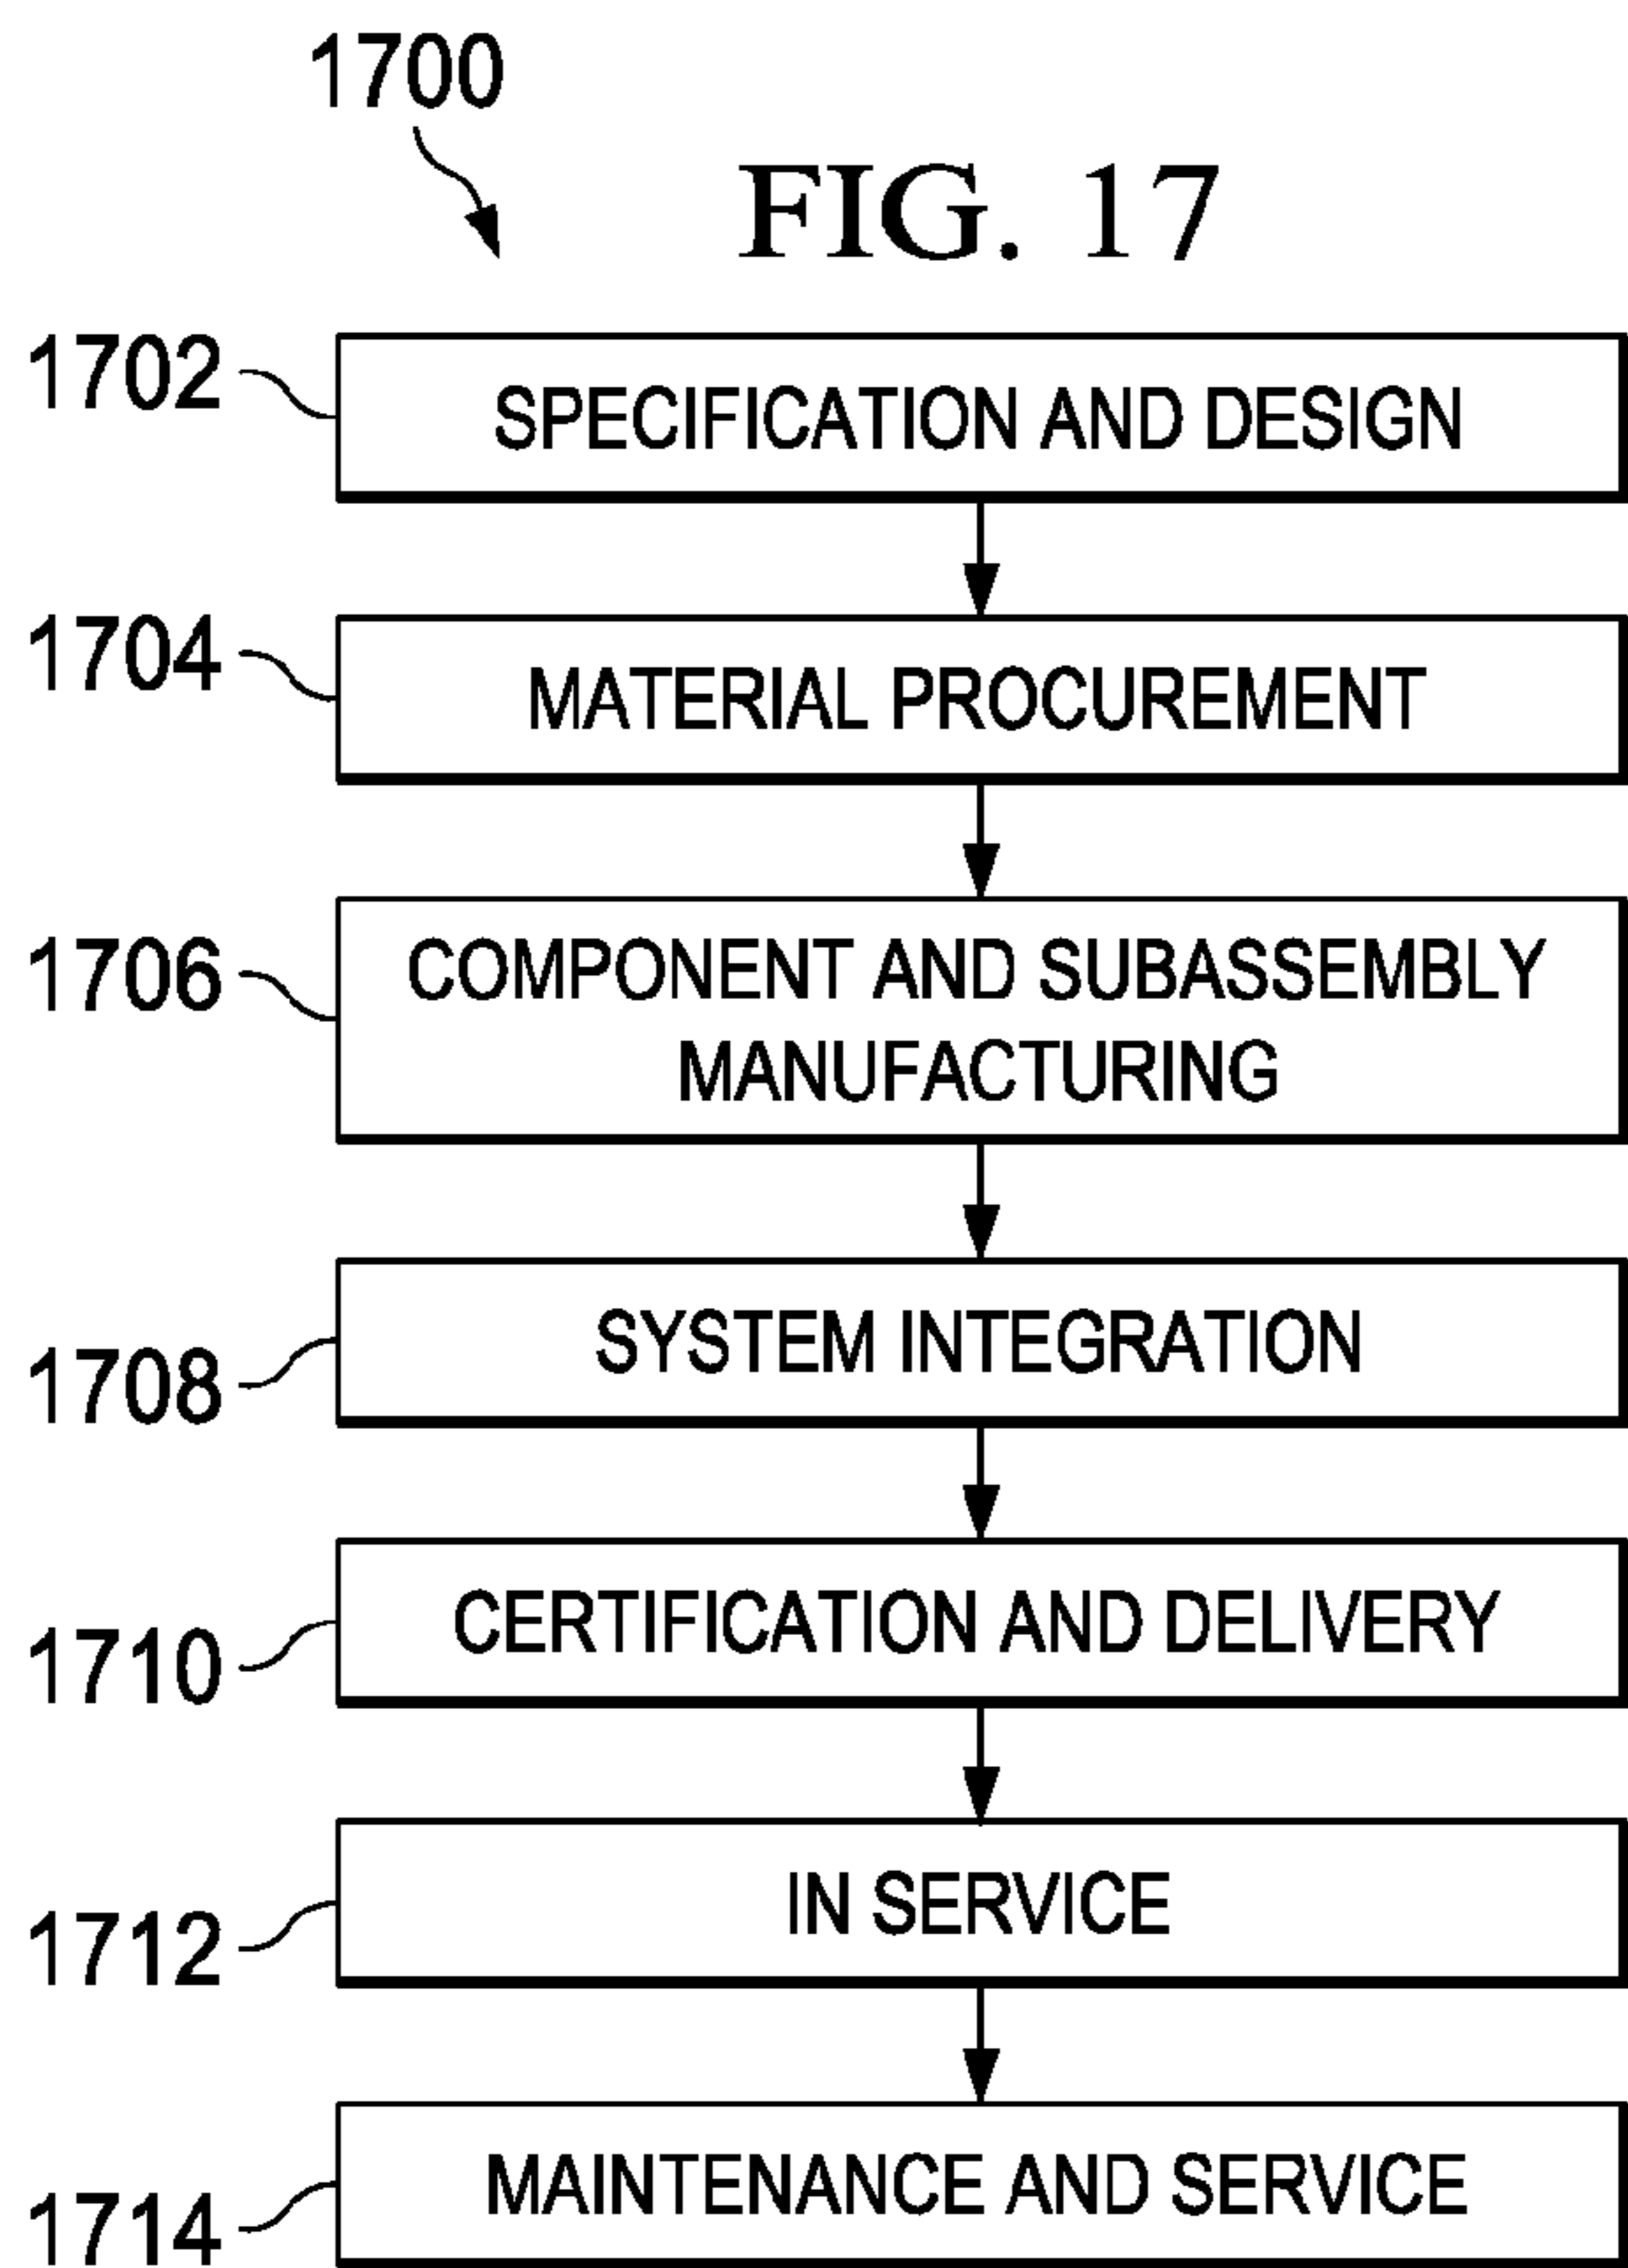 1700
FIG. 17
1702
SPECIFICATION AND DESIGN
1704
MATERIAL PROCUREMENT
1706
COMPONENT AND SUBASSEMBLY
MANUFACTURING
1708
SYSTEM INTEGRATION
1710
CERTIFICATION AND DELIVERY
1712
IN SERVICE
1714
MAINTENANCE AND SERVICE